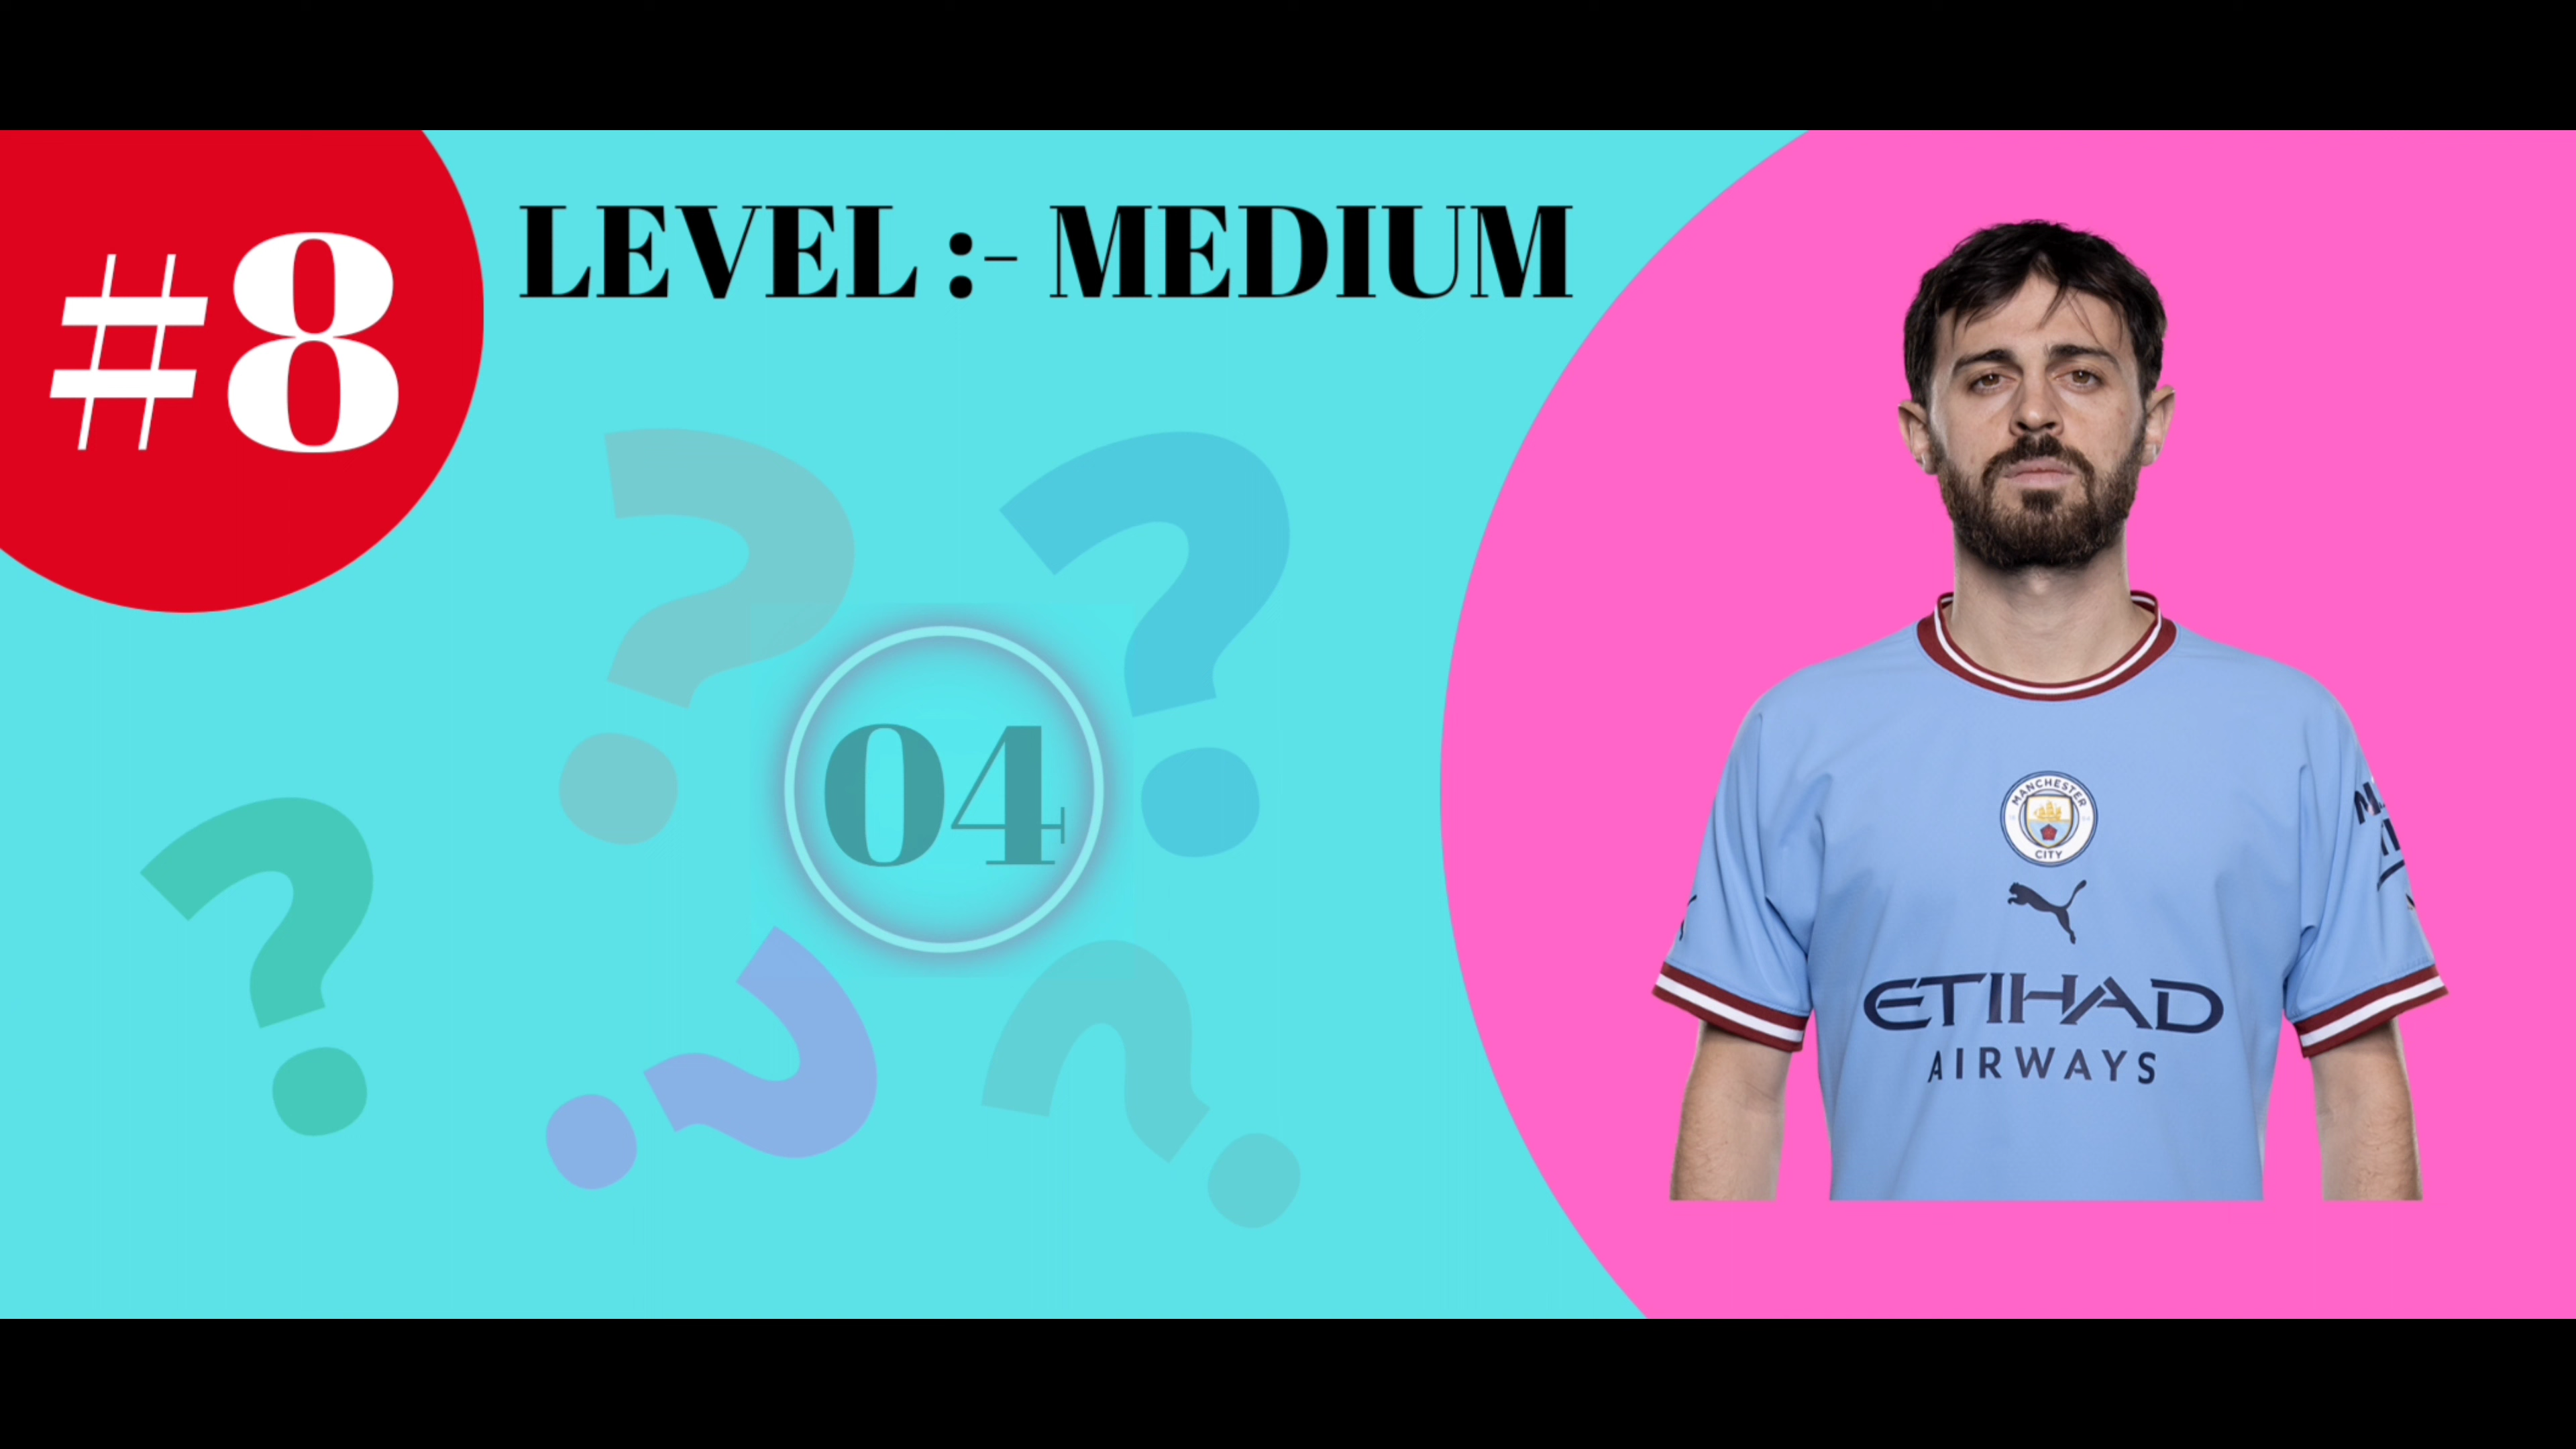 #8
LEVEL :- MEDIUM
04
MANCHESTER
CITY
ETIHAD
AIRWAYS